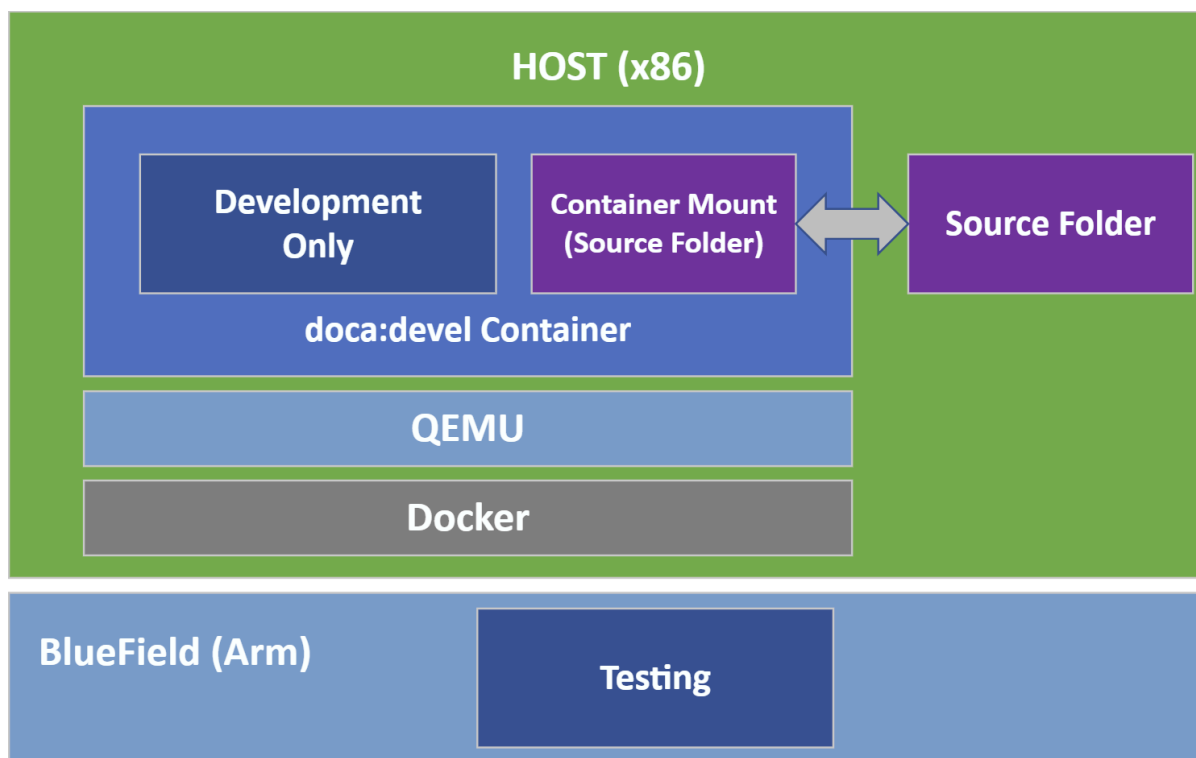 HOST (x86)
Development
Only
Container Mount
(Source Folder)
Source Folder
doca:devel Container
QEMU
Docker
BlueField (Arm)
Testing